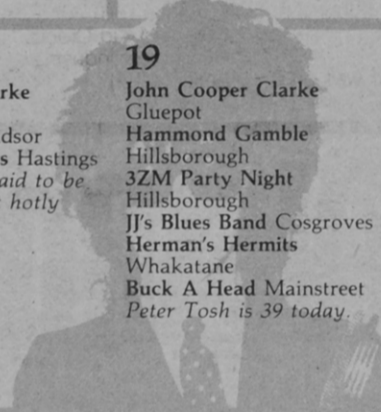 rke
dsor
s Hastings
aid to be
hotly
19
John Cooper Clarke
Gluepot
Hammond Gamble
Hillsborough
3ZM Party Night
Hillsborough
JJ's Blues Band Cosgroves
Herman's Hermits
Whakatane
Buck A Head Mainstreet
Peter Tosh is 39 today.